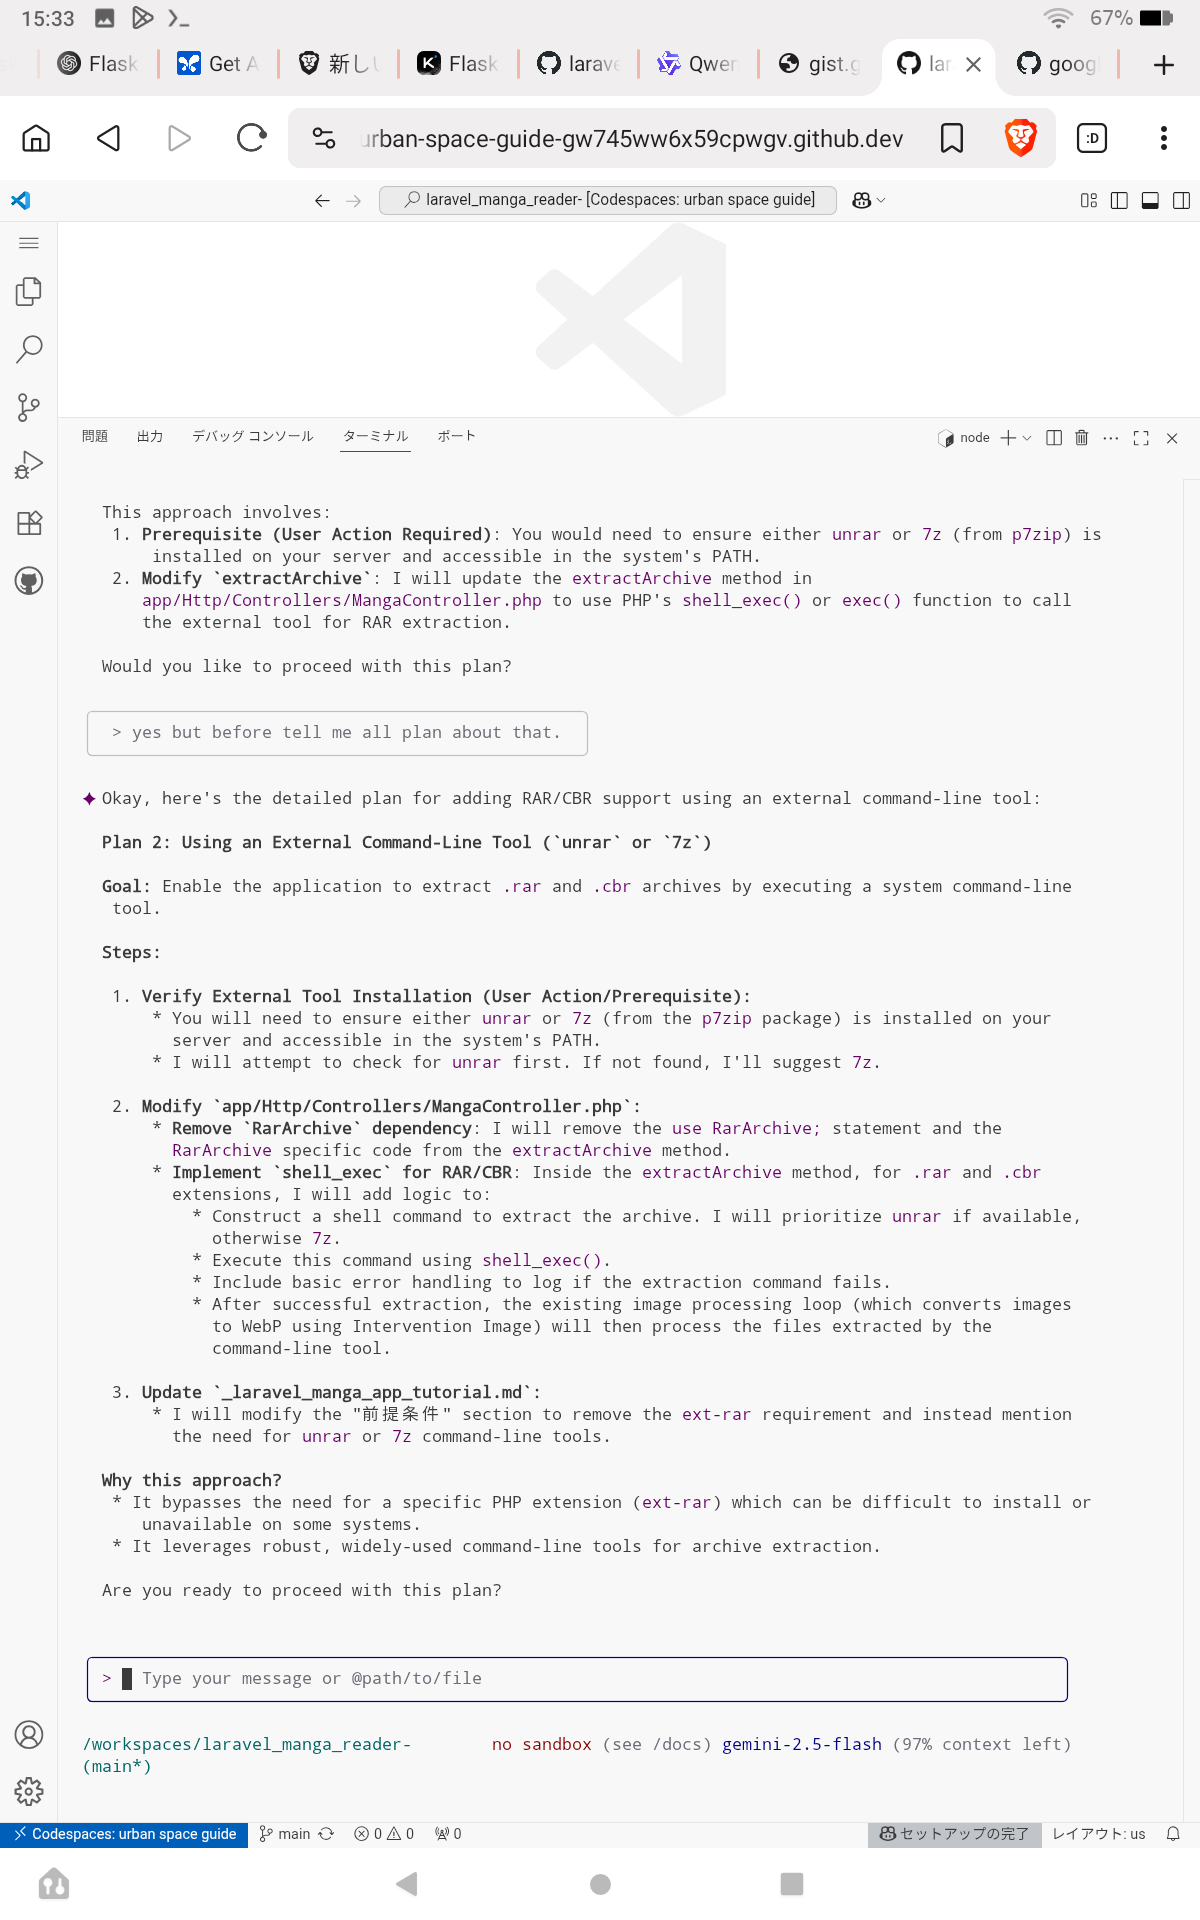 15:33
67%
Flask
Get A
新し
Flask
larave
Qwen
gist.g
lar
goog
urban-space-guide-gw745ww6x59cpwgv.github.dev
:D
laravel_manga_reader- [Codespaces: urban space guide]
問題 出力 デバッグ コンソール ターミナル ポート
node
This approach involves:
1. Prerequisite (User Action Required): You would need to ensure either unrar or 7z (from p7zip) is
installed on your server and accessible in the system's PATH.
2. Modify `extractArchive`: I will update the extractArchive method in
app/Http/Controllers/MangaController.php to use PHP's shell_exec() or exec() function to call
the external tool for RAR extraction.
Would you like to proceed with this plan?
> yes but before tell me all plan about that.
✦ Okay, here's the detailed plan for adding RAR/CBR support using an external command-line tool:
Plan 2: Using an External Command-Line Tool (`unrar` or `7z`)
Goal: Enable the application to extract .rar and .cbr archives by executing a system command-line
tool.
Steps:
1. Verify External Tool Installation (User Action/Prerequisite):
* You will need to ensure either unrar or 7z (from the p7zip package) is installed on your
server and accessible in the system's PATH.
* I will attempt to check for unrar first. If not found, I'll suggest 7z.
2. Modify `app/Http/Controllers/MangaController.php`:
* Remove `RarArchive` dependency: I will remove the use RarArchive; statement and the
RarArchive specific code from the extractArchive method.
* Implement `shell_exec` for RAR/CBR: Inside the extractArchive method, for .rar and .cbr
extensions, I will add logic to:
* Construct a shell command to extract the archive. I will prioritize unrar if available,
otherwise 7z.
* Execute this command using shell_exec().
* Include basic error handling to log if the extraction command fails.
* After successful extraction, the existing image processing loop (which converts images
to WebP using Intervention Image) will then process the files extracted by the
command-line tool.
3. Update `_laravel_manga_app_tutorial.md`:
* I will modify the "前提条件" section to remove the ext-rar requirement and instead mention
the need for unrar or 7z command-line tools.
Why this approach?
* It bypasses the need for a specific PHP extension (ext-rar) which can be difficult to install or
unavailable on some systems.
* It leverages robust, widely-used command-line tools for archive extraction.
Are you ready to proceed with this plan?
> Type your message or @path/to/file
/workspaces/laravel_manga_reader- no sandbox (see /docs) gemini-2.5-flash (97% context left)
(main*)
Codespaces: urban space guide main 0 0 0 セットアップの完了 レイアウト: us